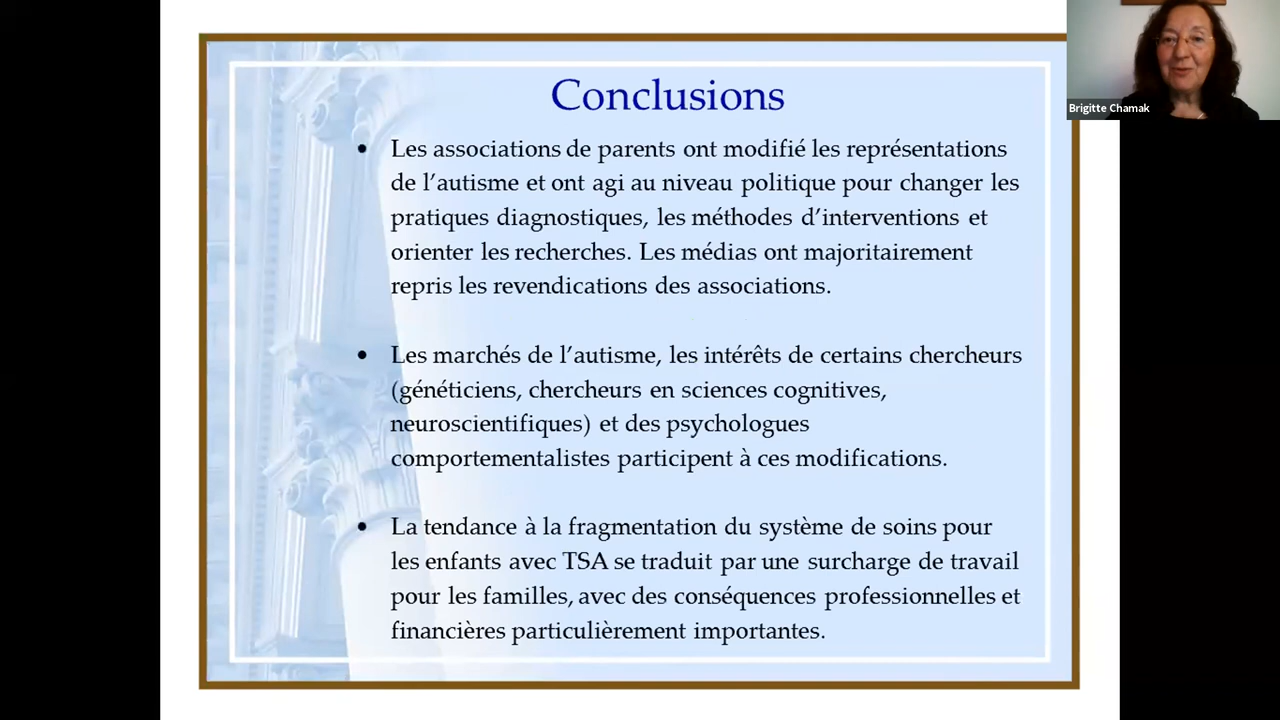 Conclusions
• Les associations de parents ont modifié les représentations
de l’autisme et ont agi au niveau politique pour changer les
pratiques diagnostiques, les méthodes d’interventions et
orienter les recherches. Les médias ont majoritairement
repris les revendications des associations.
• Les marchés de l’autisme, les intérêts de certains chercheurs
(généticiens, chercheurs en sciences cognitives,
neuroscientifiques) et des psychologues
comportementalistes participent à ces modifications.
• La tendance à la fragmentation du système de soins pour
les enfants avec TSA se traduit par une surcharge de travail
pour les familles, avec des conséquences professionnelles et
financières particulièrement importantes.
Brigitte Chamak